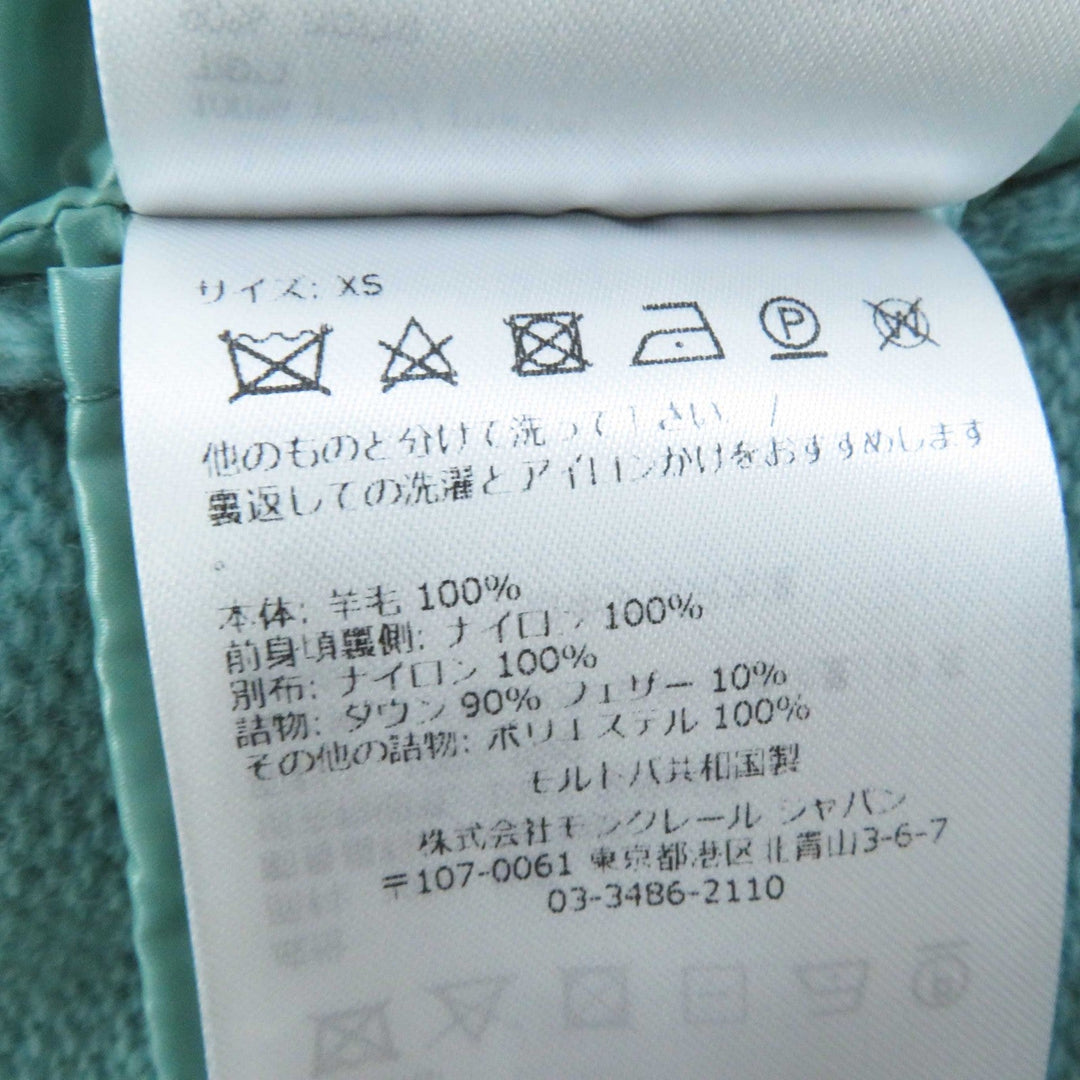 サイズ: XS
P W
他のものと分けて洗って下さい. /
裏返しての洗濯とアイロンかけをおすすめします
。
本体: 羊毛 100%
前身頃裏側: ナイロン 100%
別布: ナイロン 100%
詰物: ダウン 90% フェザー 10%
その他の詰物: ポリエステル 100%
モルドバ共和国製
株式会社モンクレール ジャパン
〒107-0061 東京都港区北青山3-6-7
03-3486-2110